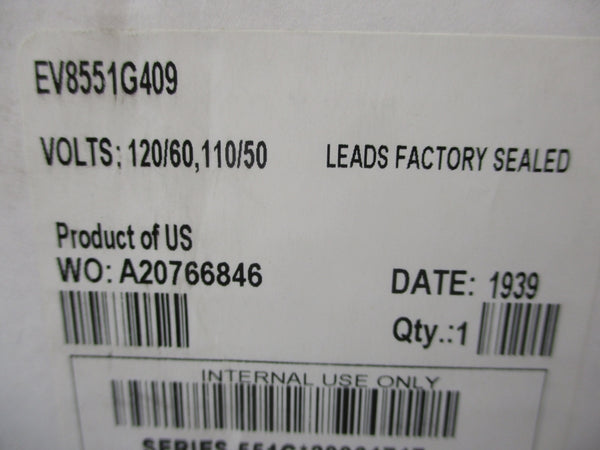 EV8551G409
VOLTS: 120/60,110/50 LEADS FACTORY SEALED
Product of US
WO: A20766846 DATE: 1939
Qty.:1
INTERNAL USE ONLY
SERIES